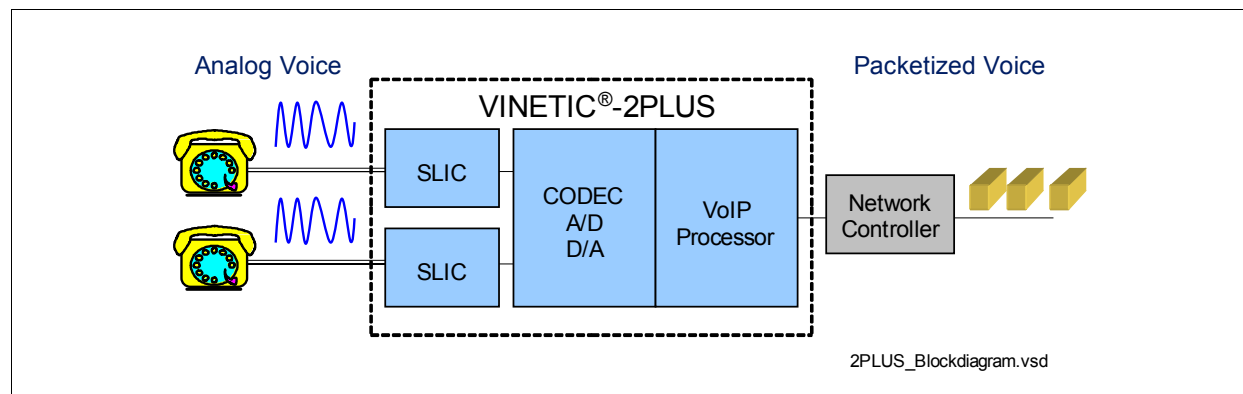 Analog Voice
Packetized Voice
VINETIC®-2PLUS
SLIC
SLIC
CODEC
A/D
D/A
VoIP
Processor
Network
Controller
2PLUS_Blockdiagram.vsd